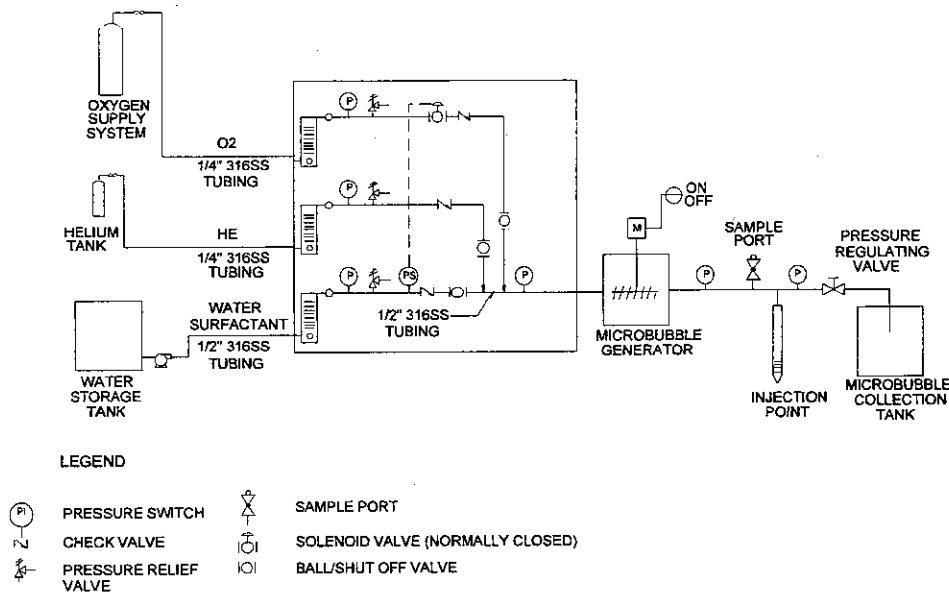 OXYGEN
SUPPLY
SYSTEM
O2
1/4" 316SS
TUBING
P
HELIUM
TANK
HE
1/4" 316SS
TUBING
P
WATER
SURFACTANT
1/2" 316SS
TUBING
WATER
STORAGE
TANK
P
PS
P
1/2" 316SS
TUBING
M
ON
OFF
MICROBUBBLE
GENERATOR
P
SAMPLE
PORT
P
PRESSURE
REGULATING
VALVE
INJECTION
POINT
MICROBUBBLE
COLLECTION
TANK
LEGEND
PI
PRESSURE SWITCH
CHECK VALVE
PRESSURE RELIEF
VALVE
SAMPLE PORT
SOLENOID VALVE (NORMALLY CLOSED)
BALL/SHUT OFF VALVE